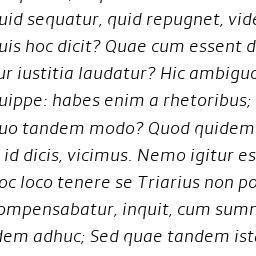 uid sequatur, quid repugnet, vide
uis hoc dicit? Quae cum essent d
ur iustitia laudatur? Hic ambiguo
uippe: habes enim a rhetoribus;
uo tandem modo? Quod quidem
id dicis, vicimus. Nemo igitur es
oc loco tenere se Triarius non po
ompensabatur, inquit, cum sumn
dem adhuc; Sed quae tandem ista